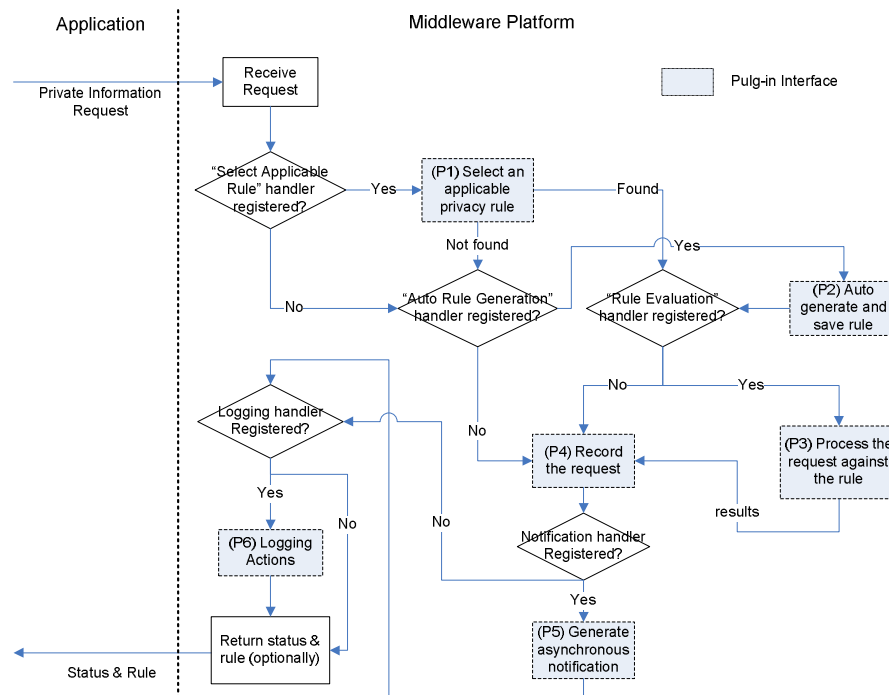 Application
Middleware Platform
Private Information
Request
Receive
Request
Pulg-in Interface
“Select Applicable
Rule” handler
registered?
Yes
(P1) Select an
applicable
privacy rule
Found
Not found
Yes
No
“Auto Rule Generation”
handler registered?
“Rule Evaluation”
handler registered?
(P2) Auto
generate and
save rule
No
Yes
Logging handler
Registered?
No
(P4) Record
the request
(P3) Process the
request against
the rule
Yes
No
No
results
Notification handler
Registered?
(P6) Logging
Actions
Yes
Return status &
rule (optionally)
(P5) Generate
asynchronous
notification
Status & Rule